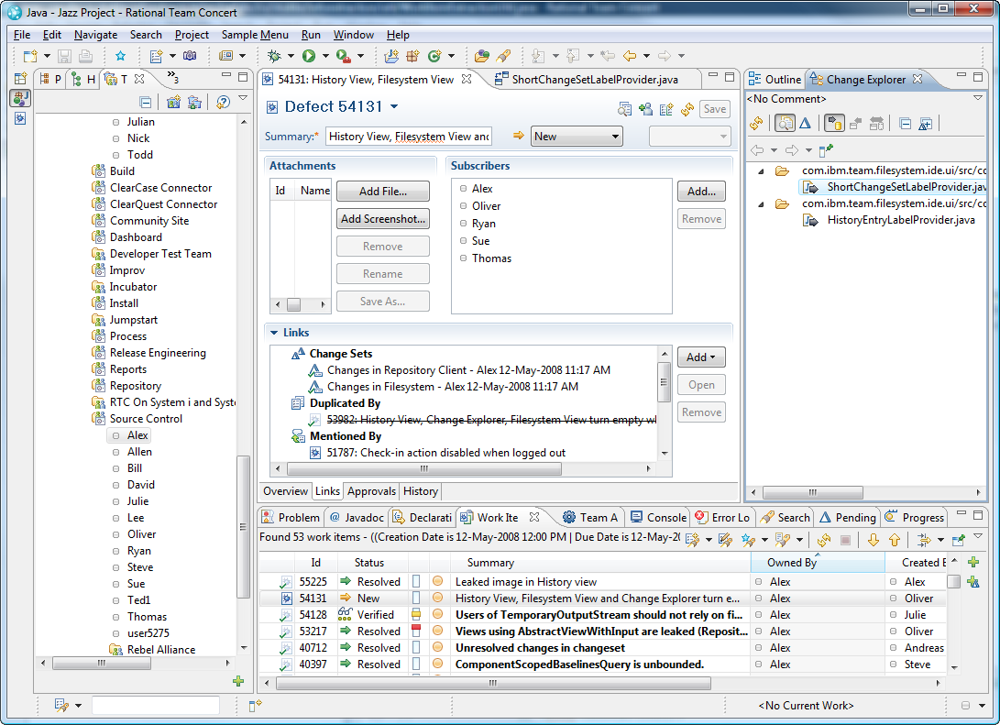 Java - Jazz Project - Rational Team Concert
File Edit Navigate Search Project Sample Menu Run Window Help
P H T 3
Julian
Nick
Todd
Build
ClearCase Connector
ClearQuest Connector
Community Site
Dashboard
Developer Test Team
Improv
Incubator
Install
Jumpstart
Process
Release Engineering
Reports
Repository
RTC On System i and Syste
Source Control
Alex
Allen
Bill
David
Julie
Lee
Oliver
Ryan
Steve
Sue
Ted1
Thomas
user5275
Rebel Alliance
54131: History View, Filesystem View ShortChangeSetLabelProvider.java
Defect 54131
Save
Summary:* History View, Filesystem View and New
Attachments
Id Name
Add File...
Add Screenshot...
Remove
Rename
Save As...
Subscribers
Alex
Oliver
Ryan
Sue
Thomas
Add...
Remove
Links
Change Sets
Changes in Repository Client - Alex 12-May-2008 11:17 AM
Changes in Filesystem - Alex 12-May-2008 11:17 AM
Duplicated By
53982: History View, Change Explorer, Filesystem View turn empty wh
Mentioned By
51787: Check-in action disabled when logged out
Add
Open
Remove
Overview Links Approvals History
Outline Change Explorer
<No Comment>
com.ibm.team.filesystem.ide.ui/src/co
ShortChangeSetLabelProvider.jav
com.ibm.team.filesystem.ide.ui/src/co
HistoryEntryLabelProvider.java
Problem Javadoc Declarati Work Ite Team A Console Error Lo Search Pending Progress
Found 53 work items - ((Creation Date is 12-May-2008 12:00 PM | Due Date is 12-May-20
Id Status Summary Owned By Created B
55225 Resolved Leaked image in History view Alex Alex
54131 New History View, Filesystem View and Change Explorer turn e... Alex Oliver
54128 Verified Users of TemporaryOutputStream should not rely on fi... Alex Julie
53217 Resolved Views using AbstractViewWithInput are leaked (Reposit... Alex Oliver
40712 Resolved Unresolved changes in changeset Alex Andreas
40397 Resolved ComponentScopedBaselinesQuery is unbounded. Alex Steve
<No Current Work>